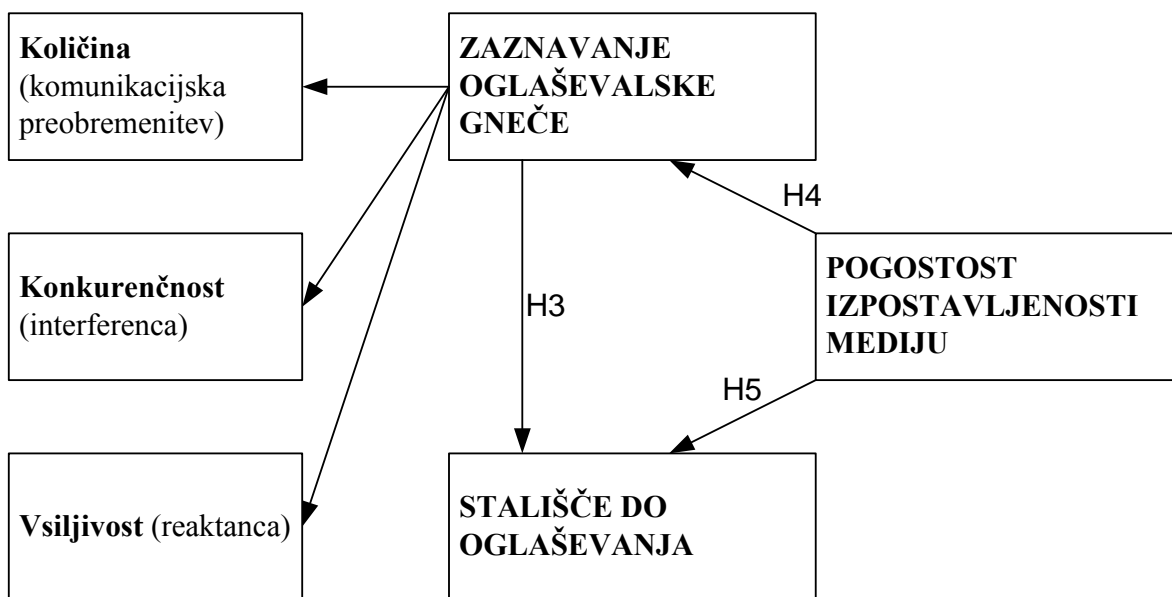 Količina
(komunikacijska
preobremenitev)
ZAZNAVANJE
OGLAŠEVALSKE
GNEČE
H4
Konkurenčnost
(interferenca)
H3
POGOSTOST
IZPOSTAVLJENOSTI
MEDIJU
H5
Vsiljivost (reaktanca)
STALIŠČE DO
OGLAŠEVANJA